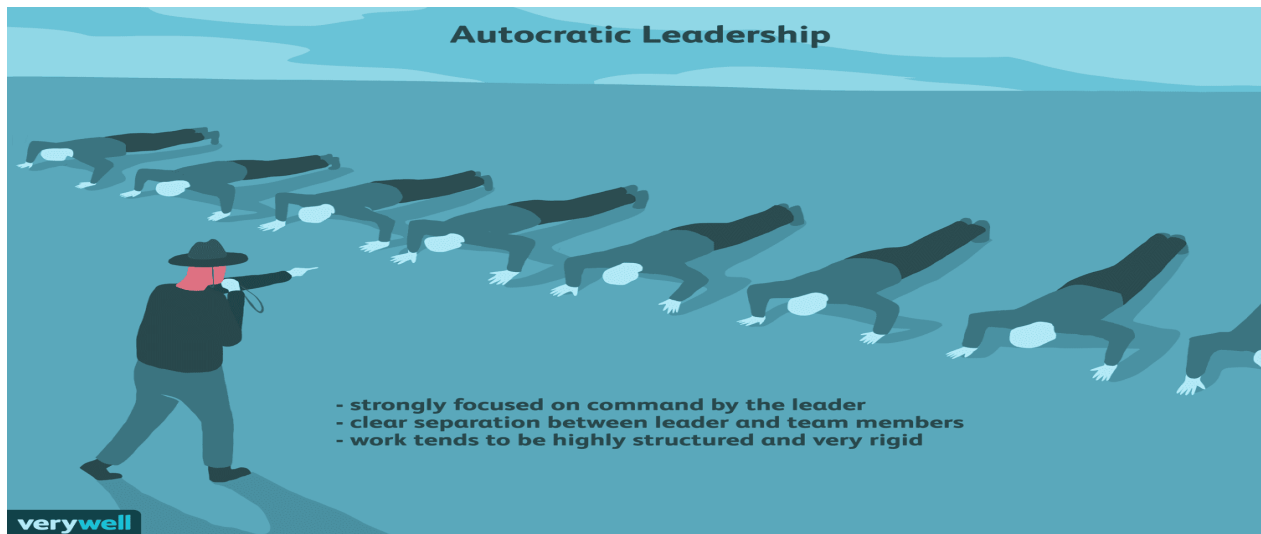 Autocratic Leadership
- strongly focused on command by the leader
- clear separation between leader and team members
- work tends to be highly structured and very rigid
verywell